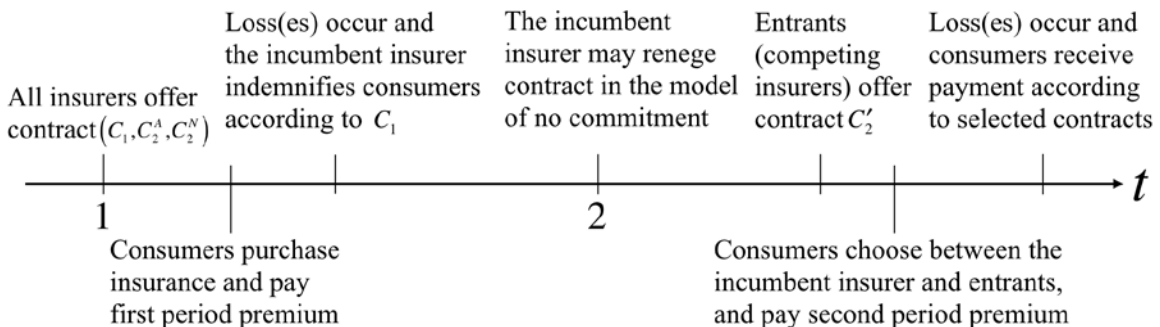 All insurers offer
contract(C₁,C₂ᴬ,C₂ᴺ)
Loss(es) occur and
the incumbent insurer
indemnifies consumers
according to C₁
The incumbent
insurer may renege
contract in the model
of no commitment
Entrants
(competing
insurers) offer
contract C₂′
Loss(es) occur and
consumers receive
payment according
to selected contracts
1
2
t
Consumers purchase
insurance and pay
first period premium
Consumers choose between the
incumbent insurer and entrants,
and pay second period premium